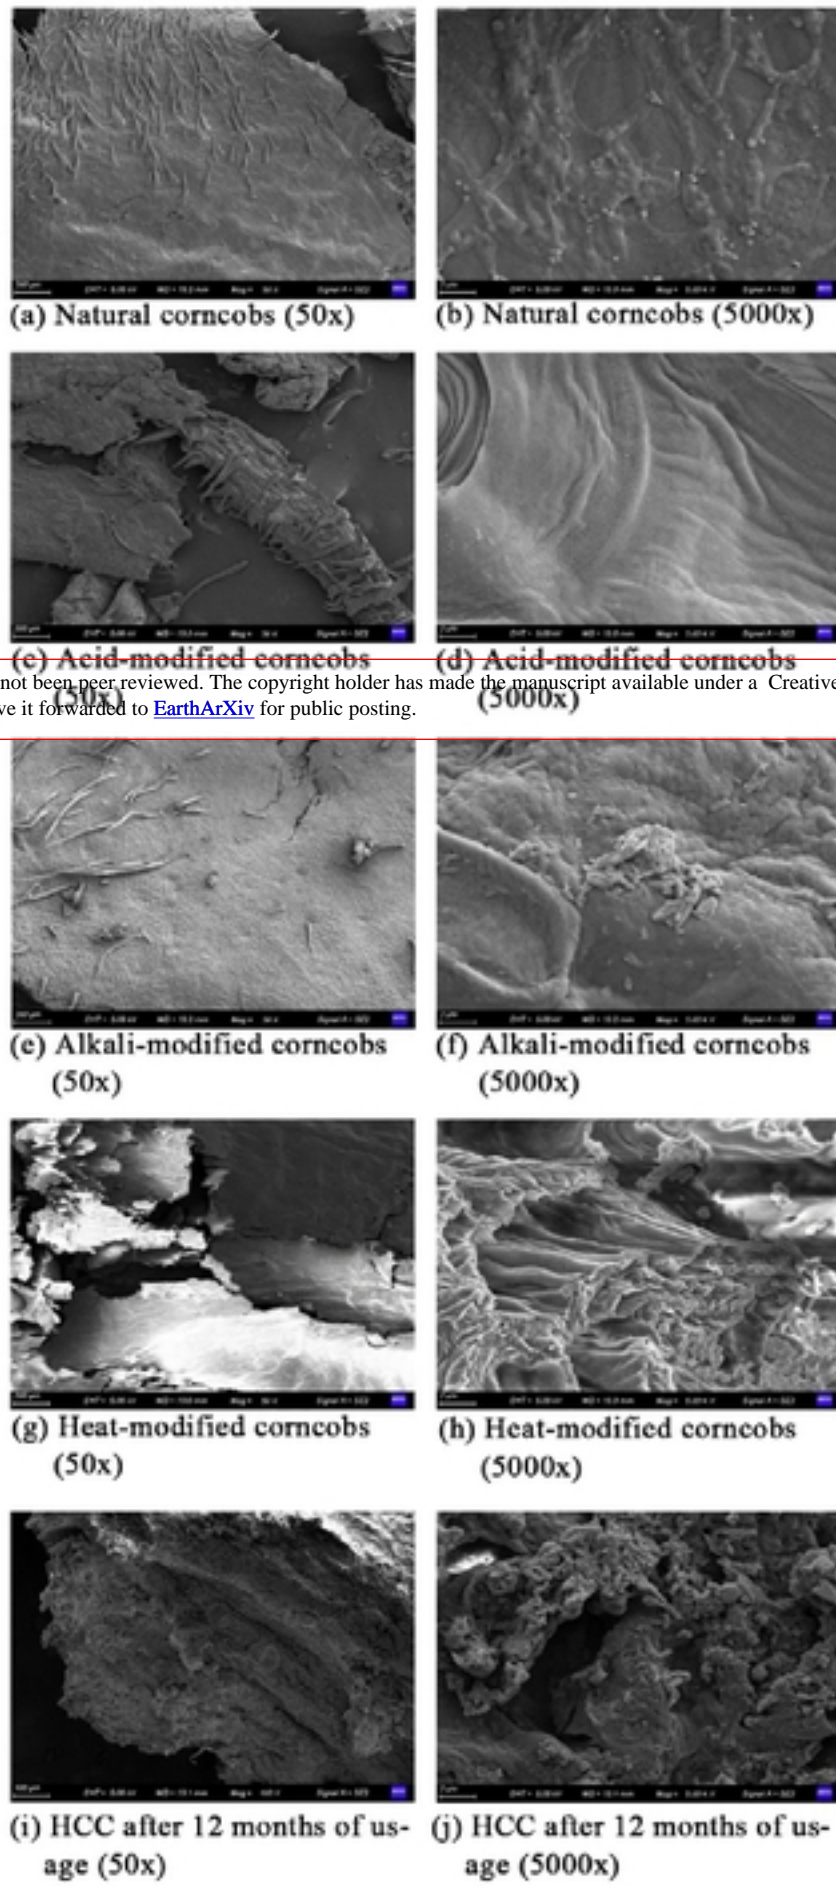 (a) Natural corncobs (50x)
(b) Natural corncobs (5000x)
(c) Acid-modified corncobs
(50x)
(d) Acid-modified corncobs
(5000x)
not been peer reviewed. The copyright holder has made the manuscript available under a Creative
ve it forwarded to EarthArXiv for public posting.
(e) Alkali-modified corncobs
(50x)
(f) Alkali-modified corncobs
(5000x)
(g) Heat-modified corncobs
(50x)
(h) Heat-modified corncobs
(5000x)
(i) HCC after 12 months of us-
age (50x)
(j) HCC after 12 months of us-
age (5000x)